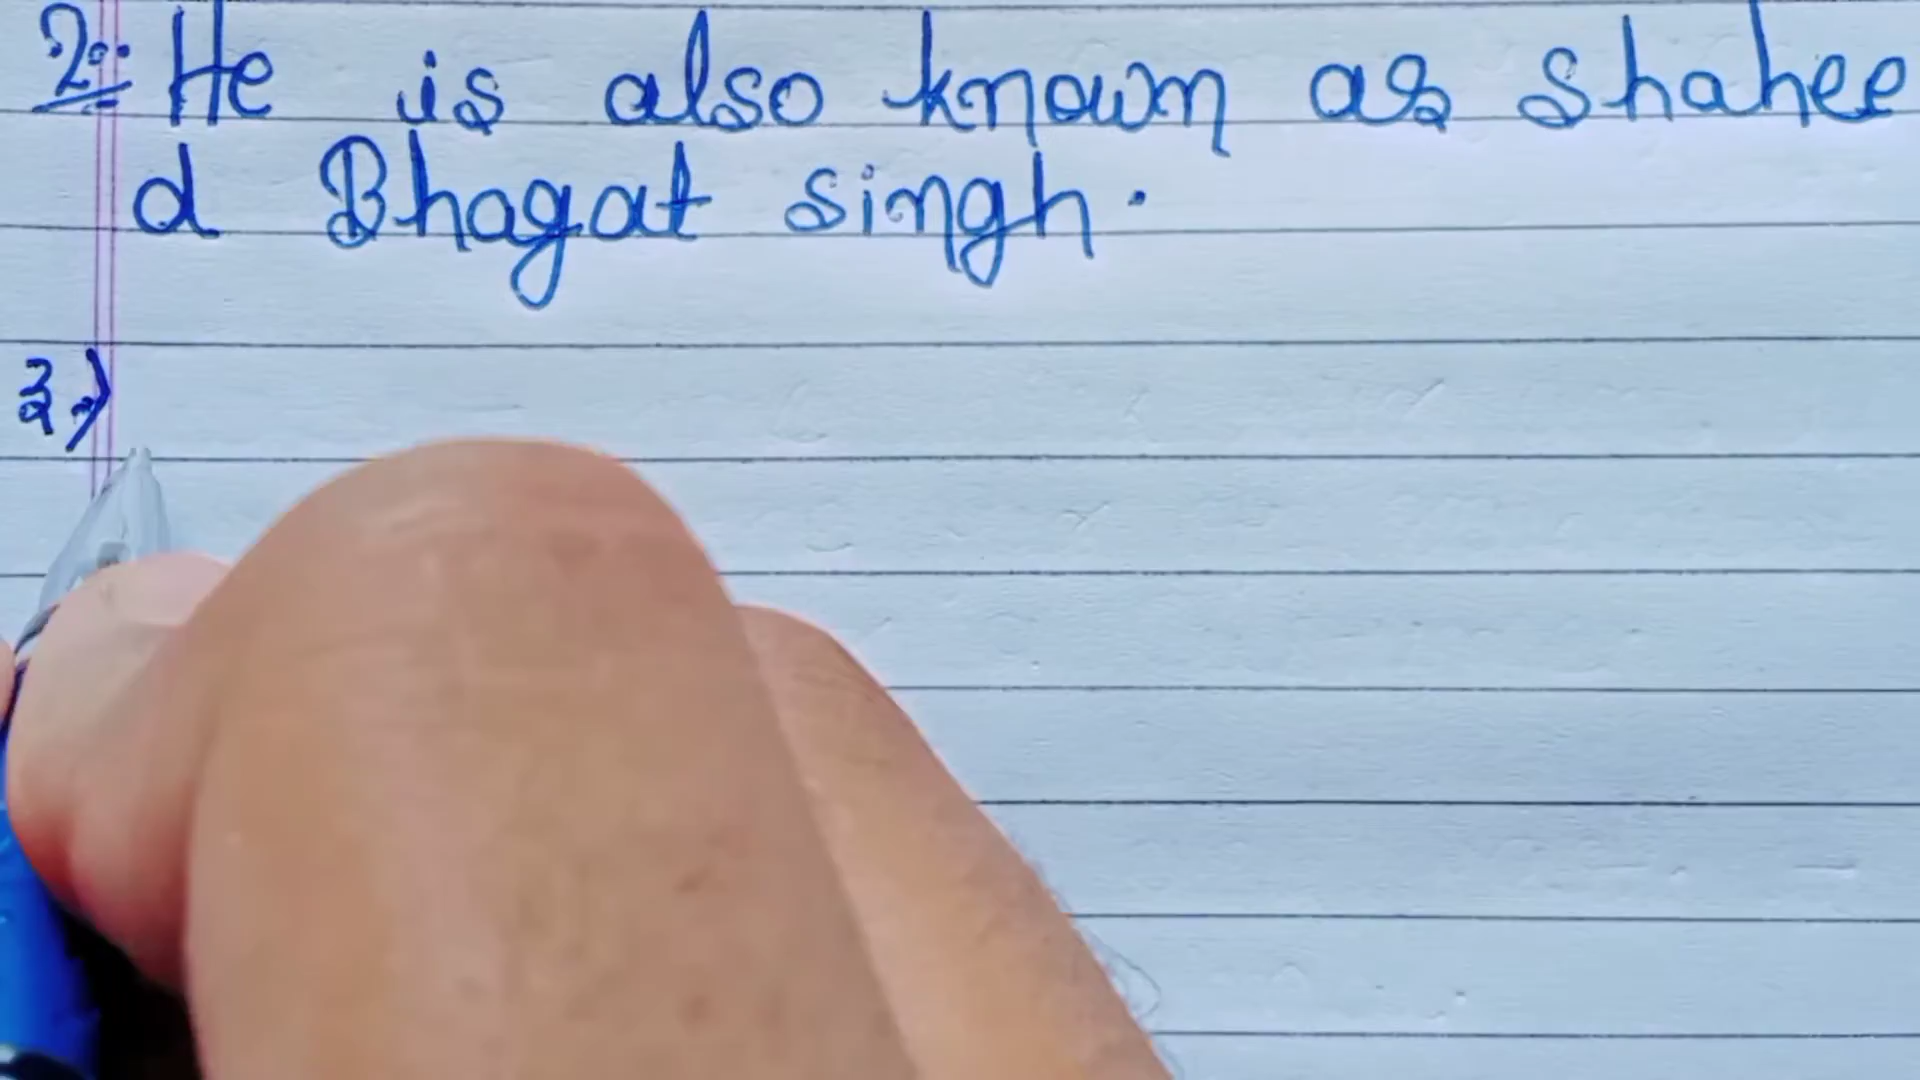 2:- He is also known as shahee
d Bhagat singh.
3.)